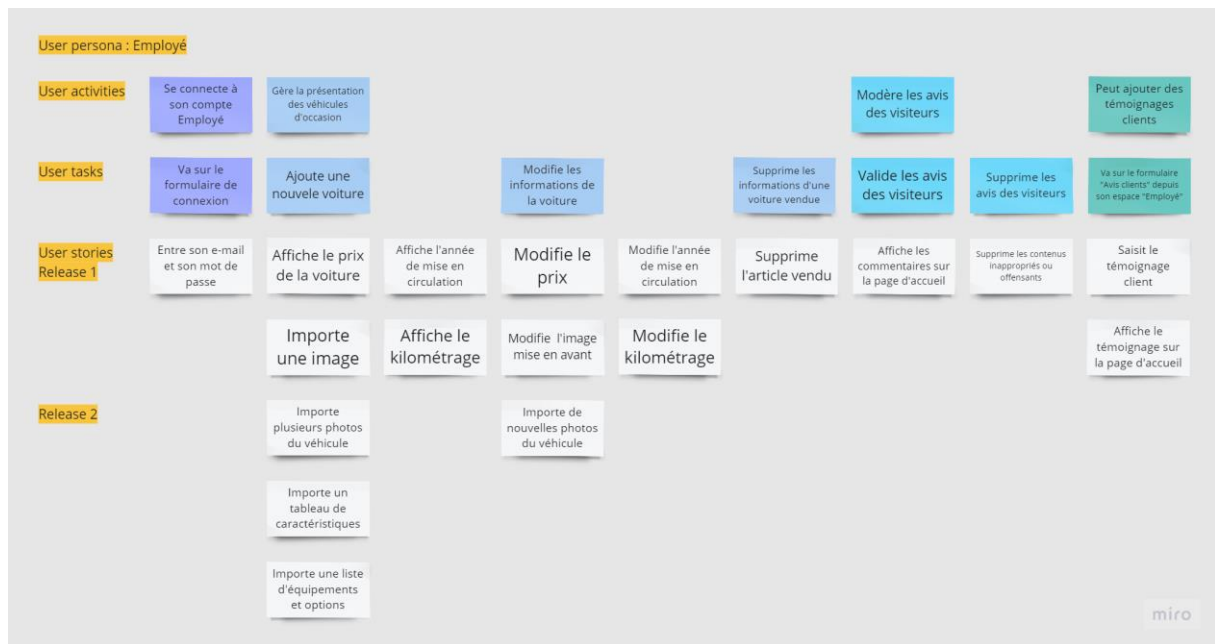 User persona : Employé
User activities
Se connecte à
son compte
Employé
Gère la présentation
des véhicules
d'occasion
Modère les avis
des visiteurs
Peut ajouter des
témoignages
clients
User tasks
Va sur le
formulaire de
connexion
Ajoute une
nouvele voiture
Modifie les
informations de
la voiture
Supprime les
informations d'une
voiture vendue
Valide les avis
des visiteurs
Supprime les
avis des visiteurs
Va sur le formulaire
"Avis clients" depuis
son espace "Employé"
User stories
Release 1
Entre son e-mail
et son mot de
passe
Affiche le prix
de la voiture
Affiche l'année
de mise en
circulation
Modifie le
prix
Modifie l'année
de mise en
circulation
Supprime
l'article vendu
Affiche les
commentaires sur
la page d'accueil
Supprime les contenus
inappropriés ou
offensants
Saisit le
témoignage
client
Importe
une image
Affiche le
kilométrage
Modifie l'image
mise en avant
Modifie le
kilométrage
Affiche le
témoignage sur
la page d'accueil
Release 2
Importe
plusieurs photos
du véhicule
Importe de
nouvelles photos
du véhicule
Importe un
tableau de
caractéristiques
Importe une liste
d'équipements
et options
miro